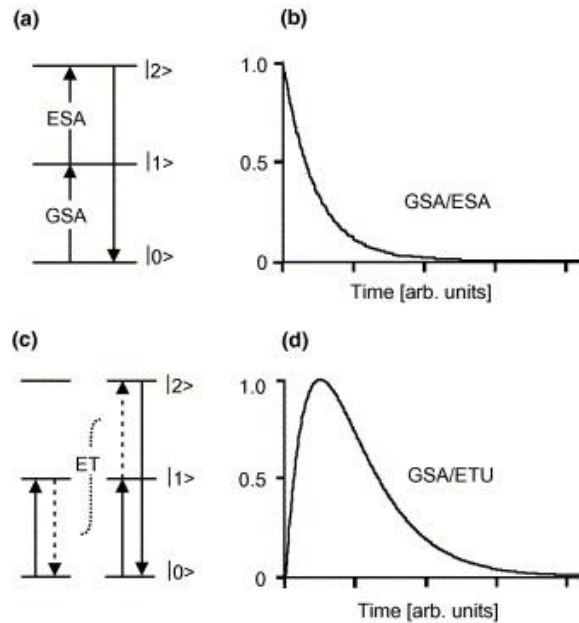 (a)
|2>
ESA
|1>
GSA
|0>
(b)
1.0
0.5
GSA/ESA
0
Time [arb. units]
(c)
|2>
ET
|1>
|0>
(d)
1.0
0.5
GSA/ETU
0
Time [arb. units]